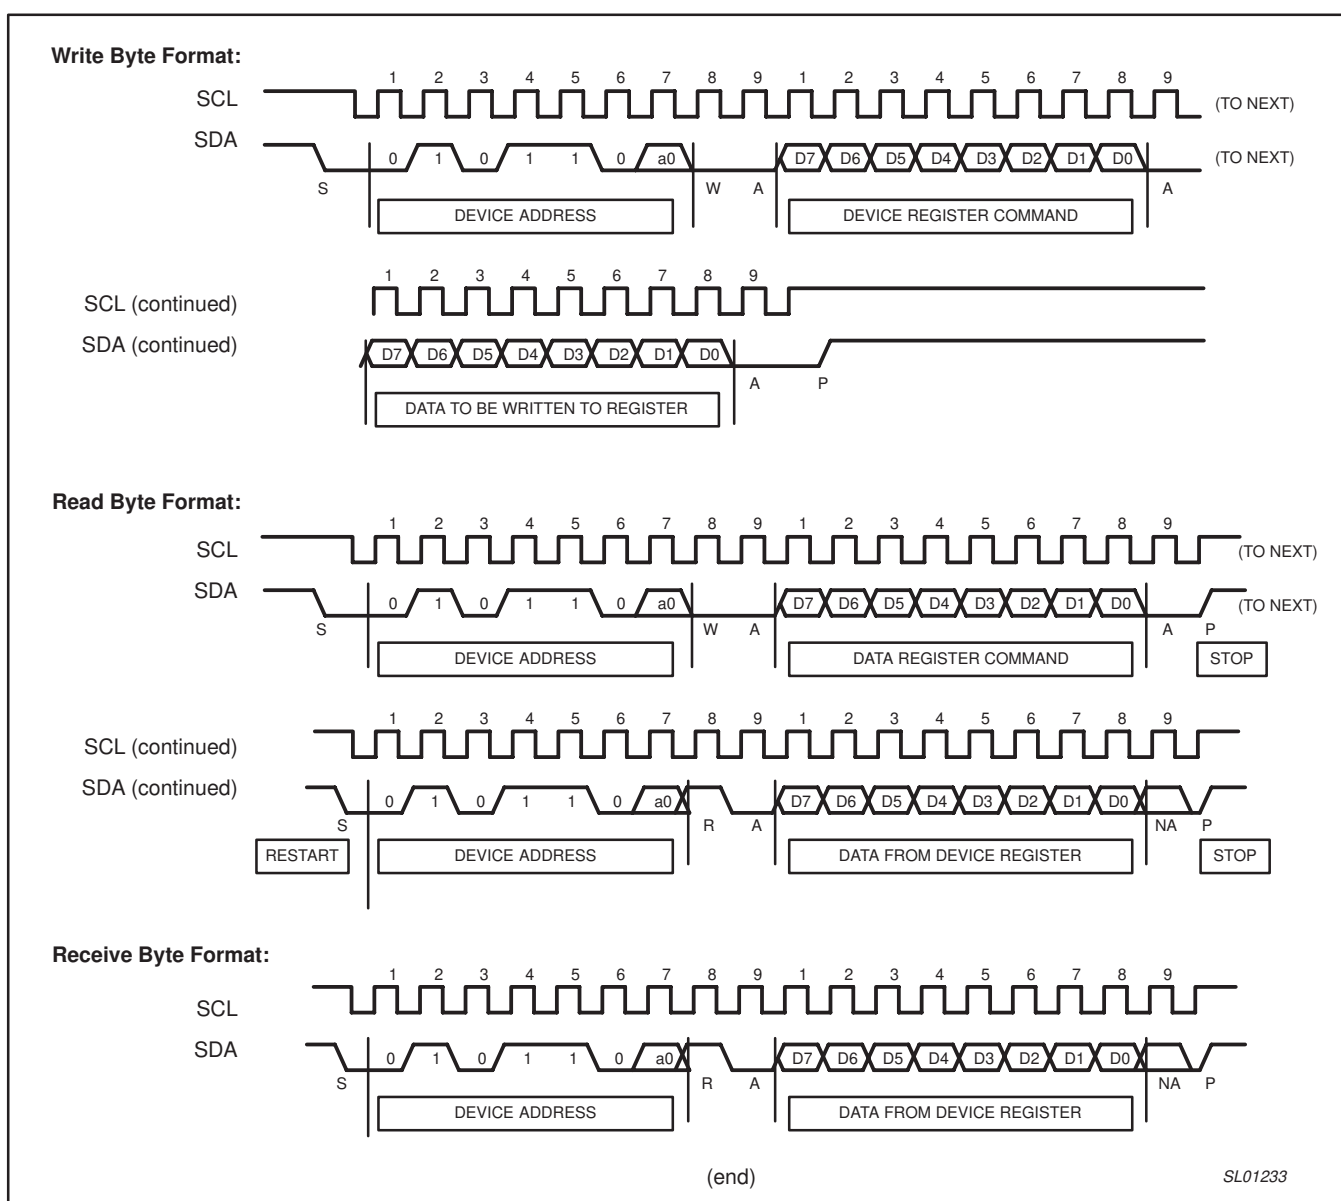 Write Byte Format:
1 2 3 4 5 6 7 8 9 1 2 3 4 5 6 7 8 9
SCL (TO NEXT)
SDA 0 1 0 1 1 0 a0 D7 D6 D5 D4 D3 D2 D1 D0 (TO NEXT)
S W A A
DEVICE ADDRESS DEVICE REGISTER COMMAND
1 2 3 4 5 6 7 8 9
SCL (continued)
SDA (continued) D7 D6 D5 D4 D3 D2 D1 D0
A P
DATA TO BE WRITTEN TO REGISTER
Read Byte Format:
1 2 3 4 5 6 7 8 9 1 2 3 4 5 6 7 8 9
SCL (TO NEXT)
SDA 0 1 0 1 1 0 a0 D7 D6 D5 D4 D3 D2 D1 D0 (TO NEXT)
S W A A P
DEVICE ADDRESS DATA REGISTER COMMAND STOP
1 2 3 4 5 6 7 8 9 1 2 3 4 5 6 7 8 9
SCL (continued)
SDA (continued) 0 1 0 1 1 0 a0 D7 D6 D5 D4 D3 D2 D1 D0
S R A NA P
RESTART DEVICE ADDRESS DATA FROM DEVICE REGISTER STOP
Receive Byte Format:
1 2 3 4 5 6 7 8 9 1 2 3 4 5 6 7 8 9
SCL
SDA 0 1 0 1 1 0 a0 D7 D6 D5 D4 D3 D2 D1 D0
S R A NA P
DEVICE ADDRESS DATA FROM DEVICE REGISTER
(end) SL01233